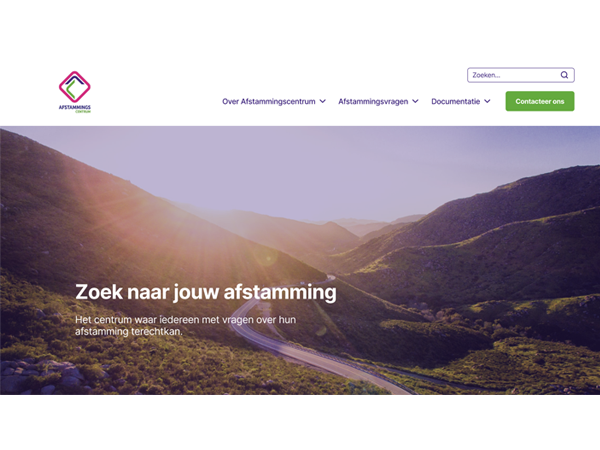 Zoeken...
AFSTAMMINGS
CENTRUM
Over Afstammingscentrum
Afstammingsvragen
Documentatie
Contacteer ons
Zoek naar jouw afstamming
Het centrum waar iedereen met vragen over hun
afstamming terechtkan.